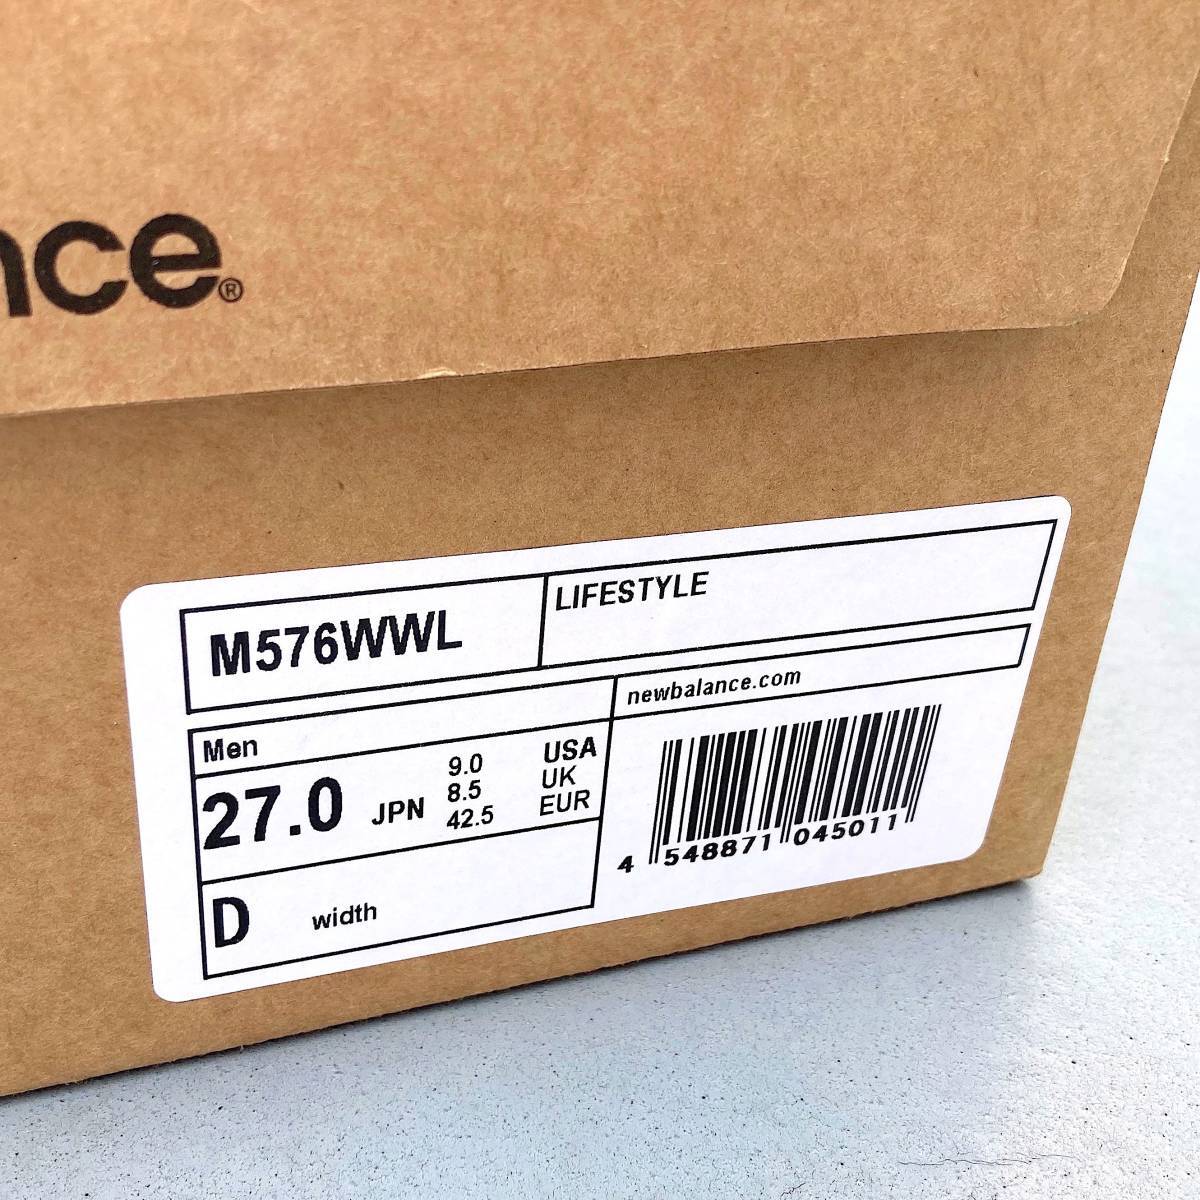 nce®
M576WWL
LIFESTYLE
newbalance.com
Men
27.0 JPN
9.0 USA
8.5 UK
42.5 EUR
D width
4 548871 045011